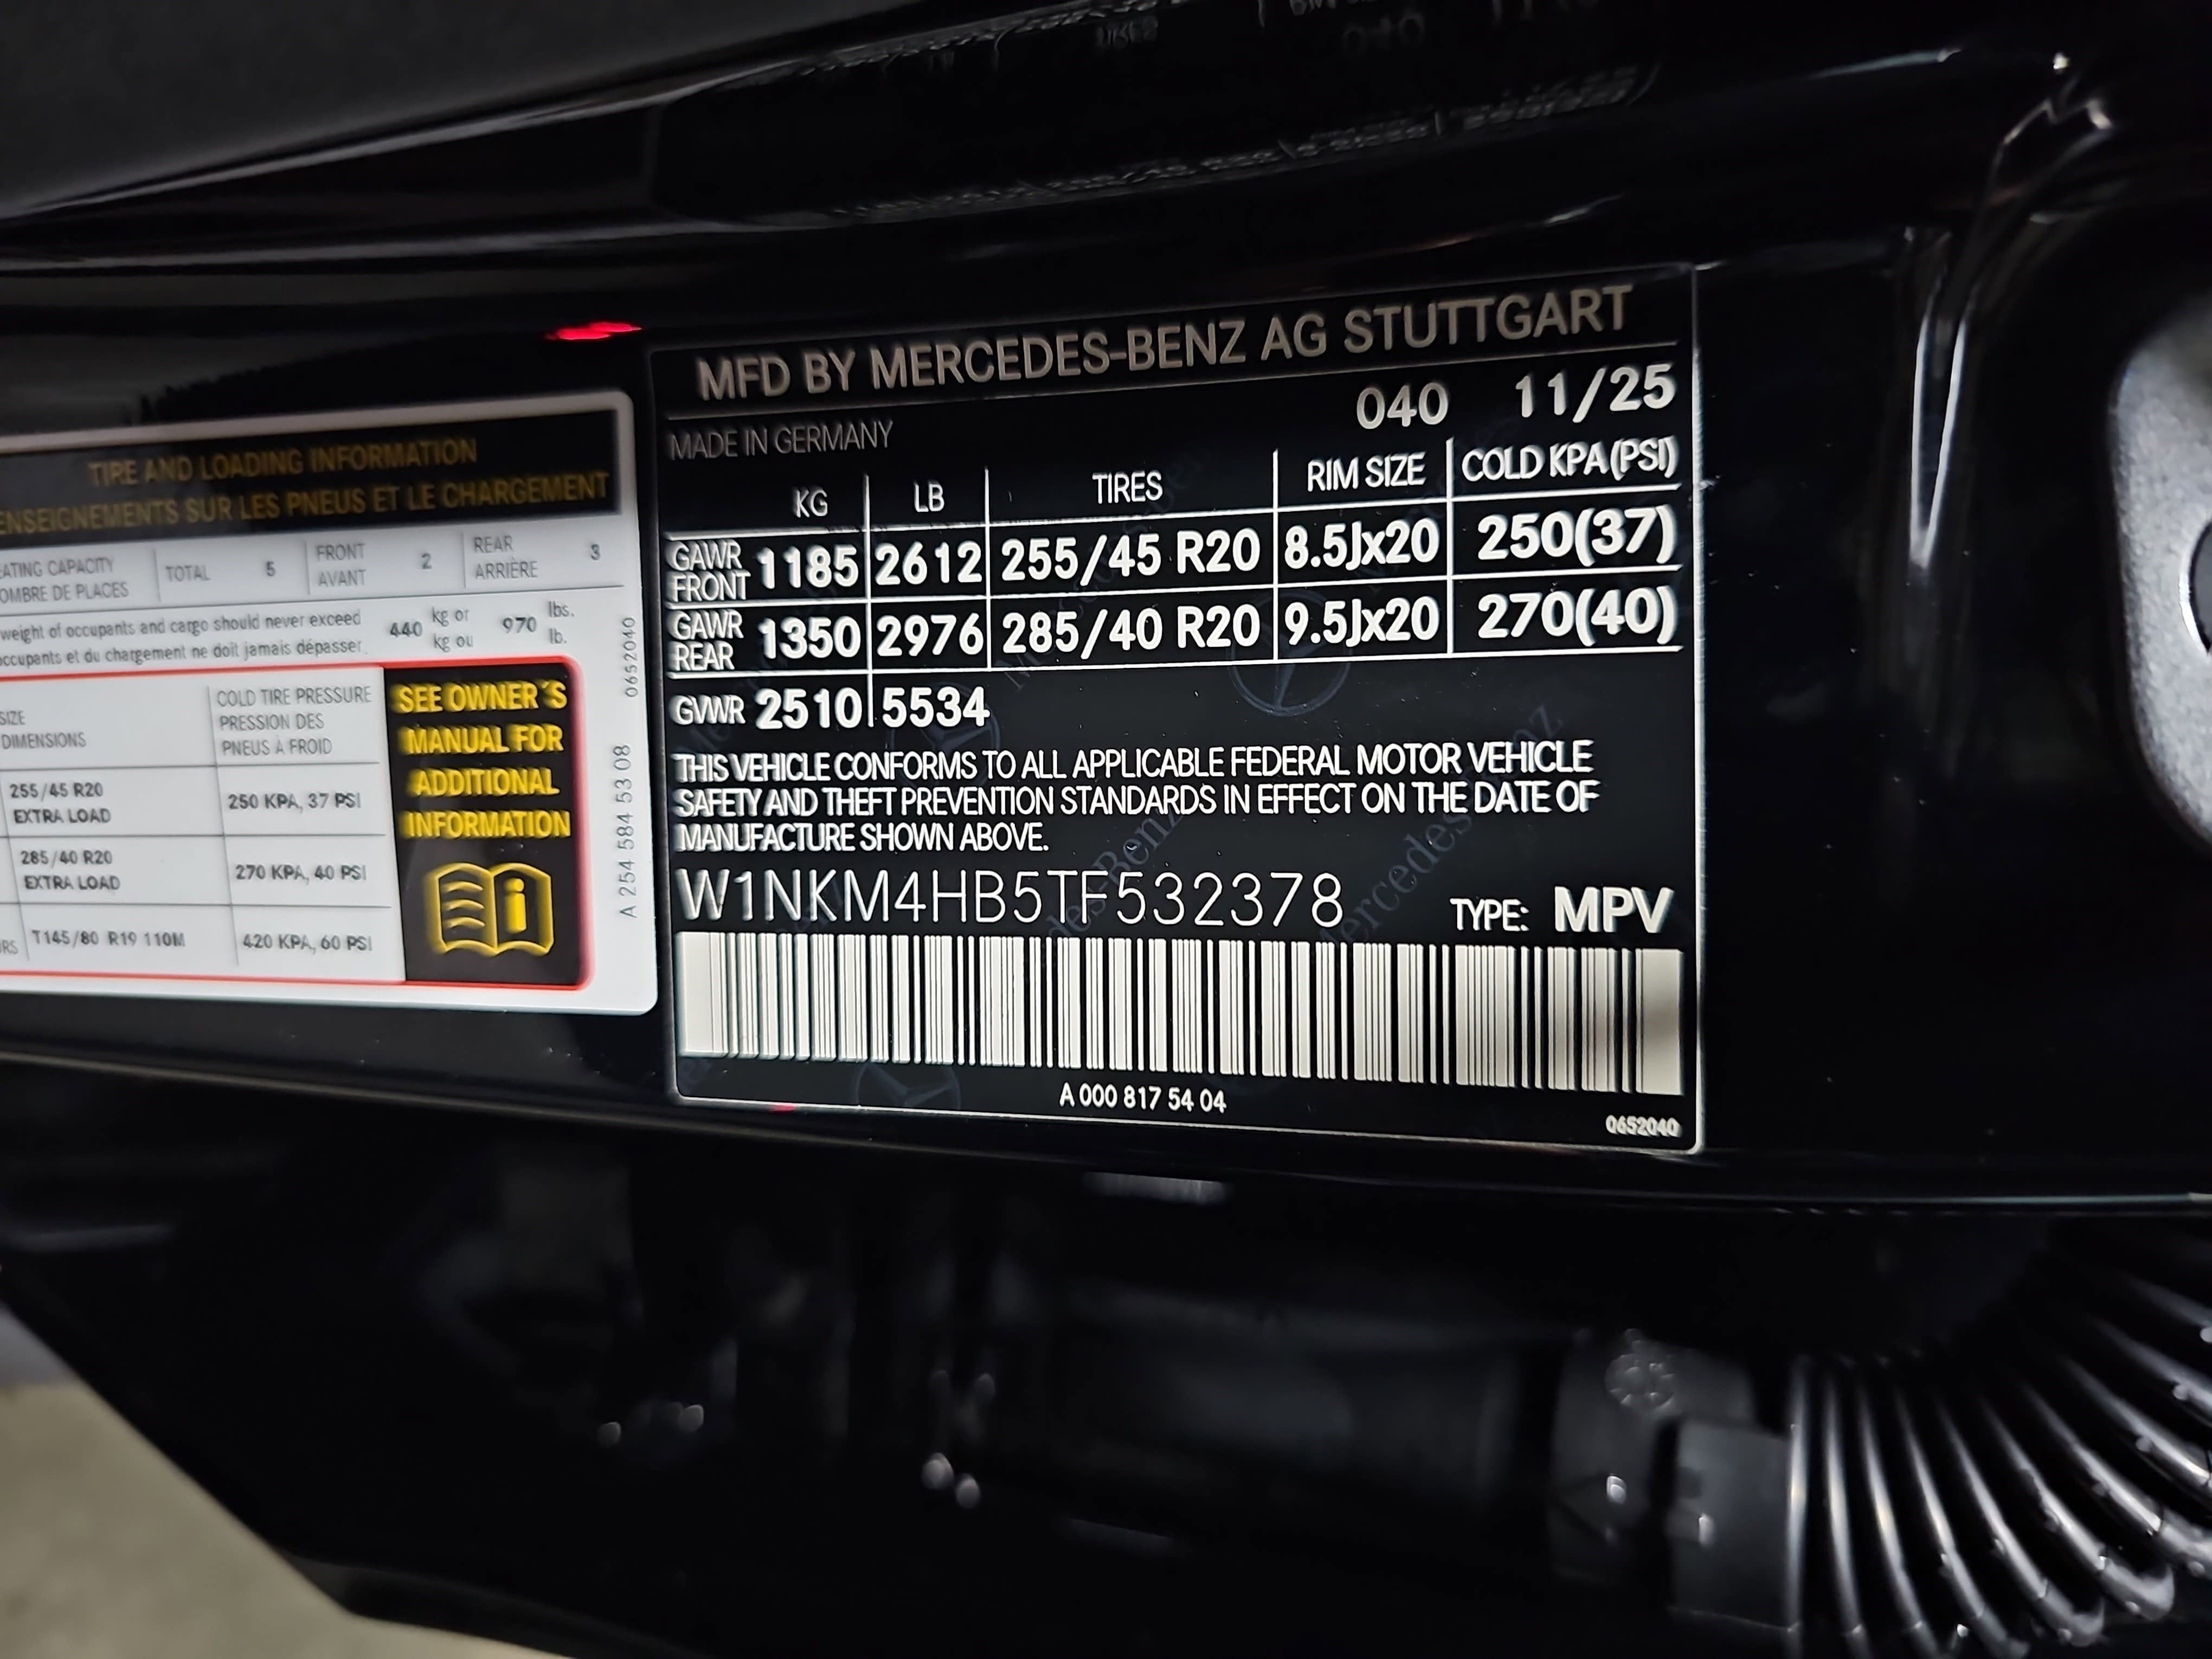 TIRE AND LOADING INFORMATION
ENSEIGNEMENTS SUR LES PNEUS ET LE CHARGEMENT
ATING CAPACITY
OMBRE DE PLACES
TOTAL 5
FRONT
AVANT
2
REAR
ARRIÈRE
3
weight of occupants and cargo should never exceed
occupants et du chargement ne doit jamais dépasser
440 kg or
kg ou
970 lbs.
lb.
SIZE
DIMENSIONS
COLD TIRE PRESSURE
PRESSION DES
PNEUS À FROID
255/45 R20
EXTRA LOAD
250 KPA, 37 PSI
285/40 R20
EXTRA LOAD
270 KPA, 40 PSI
RS T145/80 R19 110M 420 KPA, 60 PSI
SEE OWNER´S
MANUAL FOR
ADDITIONAL
INFORMATION
A 254 584 53 08 0652040
MFD BY MERCEDES-BENZ AG STUTTGART
040 11/25
MADE IN GERMANY
KG LB TIRES RIM SIZE COLD KPA(PSI)
GAWR
FRONT
1185 2612 255/45 R20 8.5Jx20 250(37)
GAWR
REAR
1350 2976 285/40 R20 9.5Jx20 270(40)
GVWR 2510 5534
THIS VEHICLE CONFORMS TO ALL APPLICABLE FEDERAL MOTOR VEHICLE
SAFETY AND THEFT PREVENTION STANDARDS IN EFFECT ON THE DATE OF
MANUFACTURE SHOWN ABOVE.
W1NKM4HB5TF532378 TYPE: MPV
A 000 817 54 04
0652040